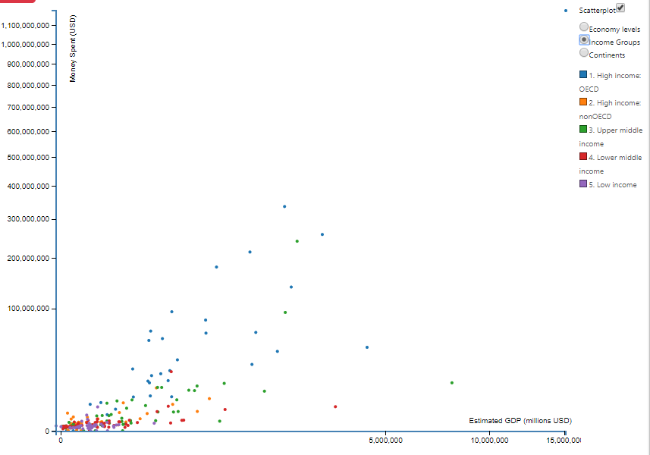 Scatterplot
Economy levels
Income Groups
Continents
1. High income:
OECD
2. High income:
nonOECD
3. Upper middle
income
4. Lower middle
income
5. Low income
Money Spent (USD)
1,100,000,000
1,000,000,000
900,000,000
800,000,000
700,000,000
600,000,000
500,000,000
400,000,000
300,000,000
200,000,000
100,000,000
0
Estimated GDP (millions USD)
0
5,000,000
10,000,000
15,000,00